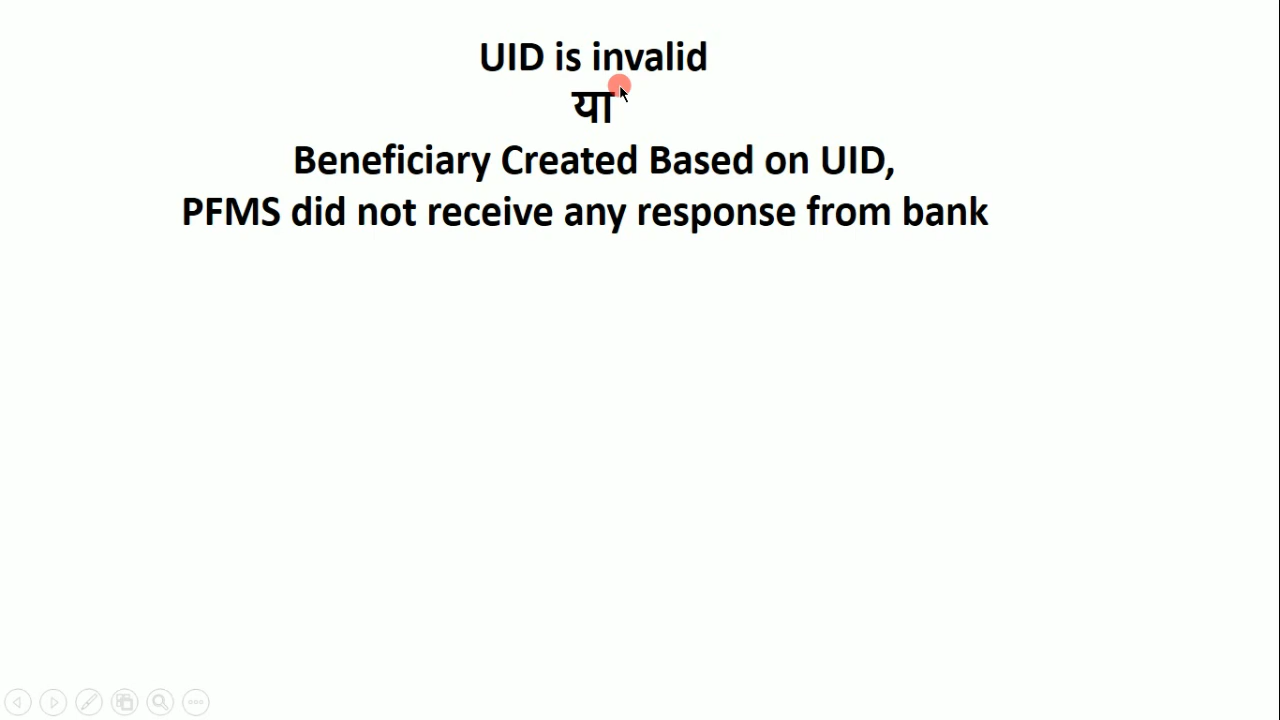 UID is invalid
या
Beneficiary Created Based on UID,
PFMS did not receive any response from bank